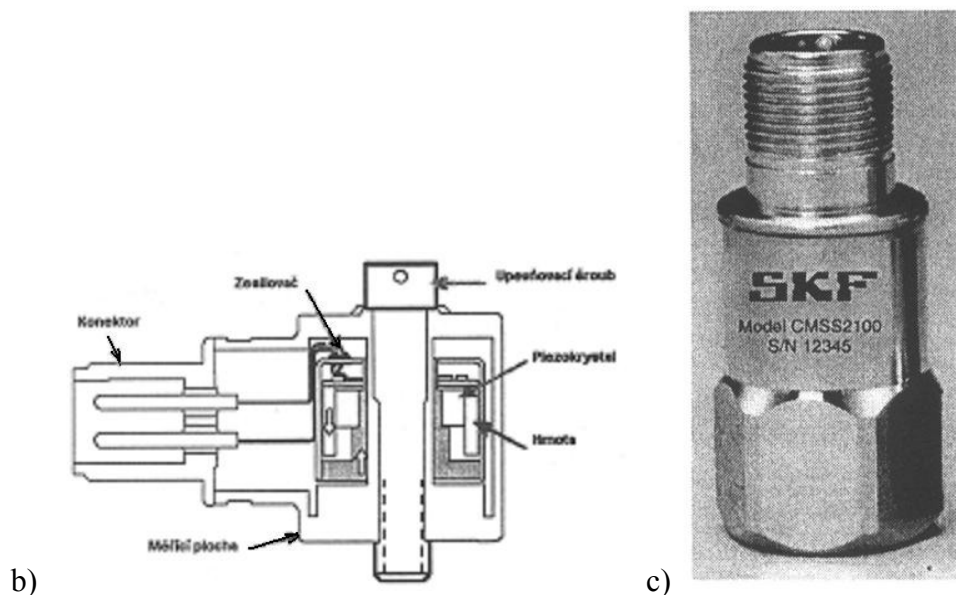 Zesilovač
Upevňovací šroub
Konektor
Piezokrystal
Hmota
Měřící plocha
b)
SKF
Model CMSS2100
S/N 12345
c)